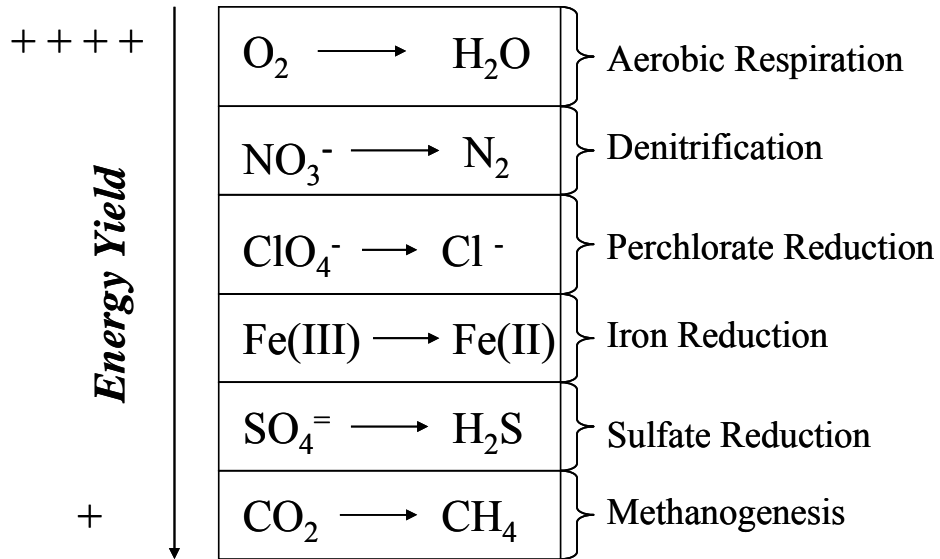 ++++
O₂ → H₂O Aerobic Respiration
NO₃⁻ → N₂ Denitrification
ClO₄⁻ → Cl⁻ Perchlorate Reduction
Energy Yield
Fe(III) → Fe(II) Iron Reduction
SO₄⁼ → H₂S Sulfate Reduction
+
CO₂ → CH₄ Methanogenesis